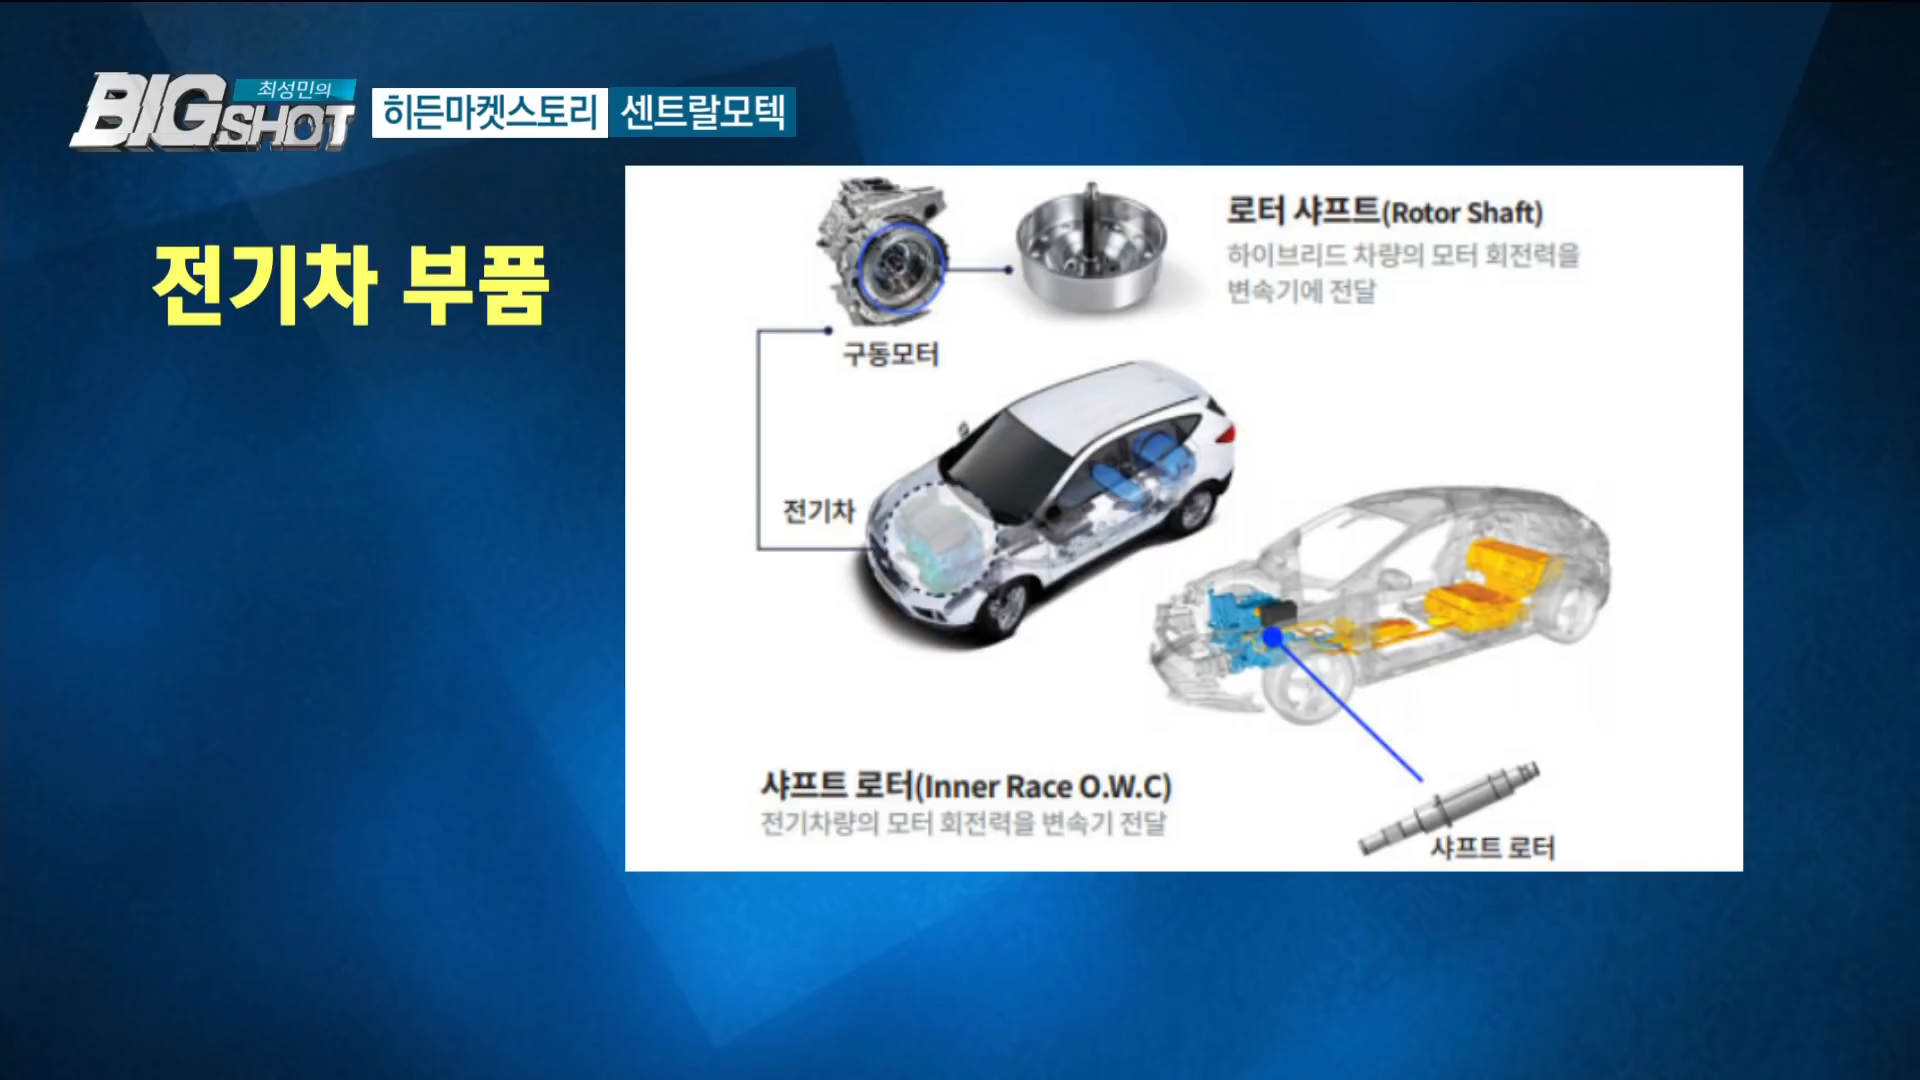 최성민의
BIG SHOT
히든마켓스토리 센트랄모텍
전기차 부품
로터 샤프트(Rotor Shaft)
하이브리드 차량의 모터 회전력을
변속기에 전달
구동모터
전기차
샤프트 로터(Inner Race O.W.C)
전기차량의 모터 회전력을 변속기 전달
샤프트 로터